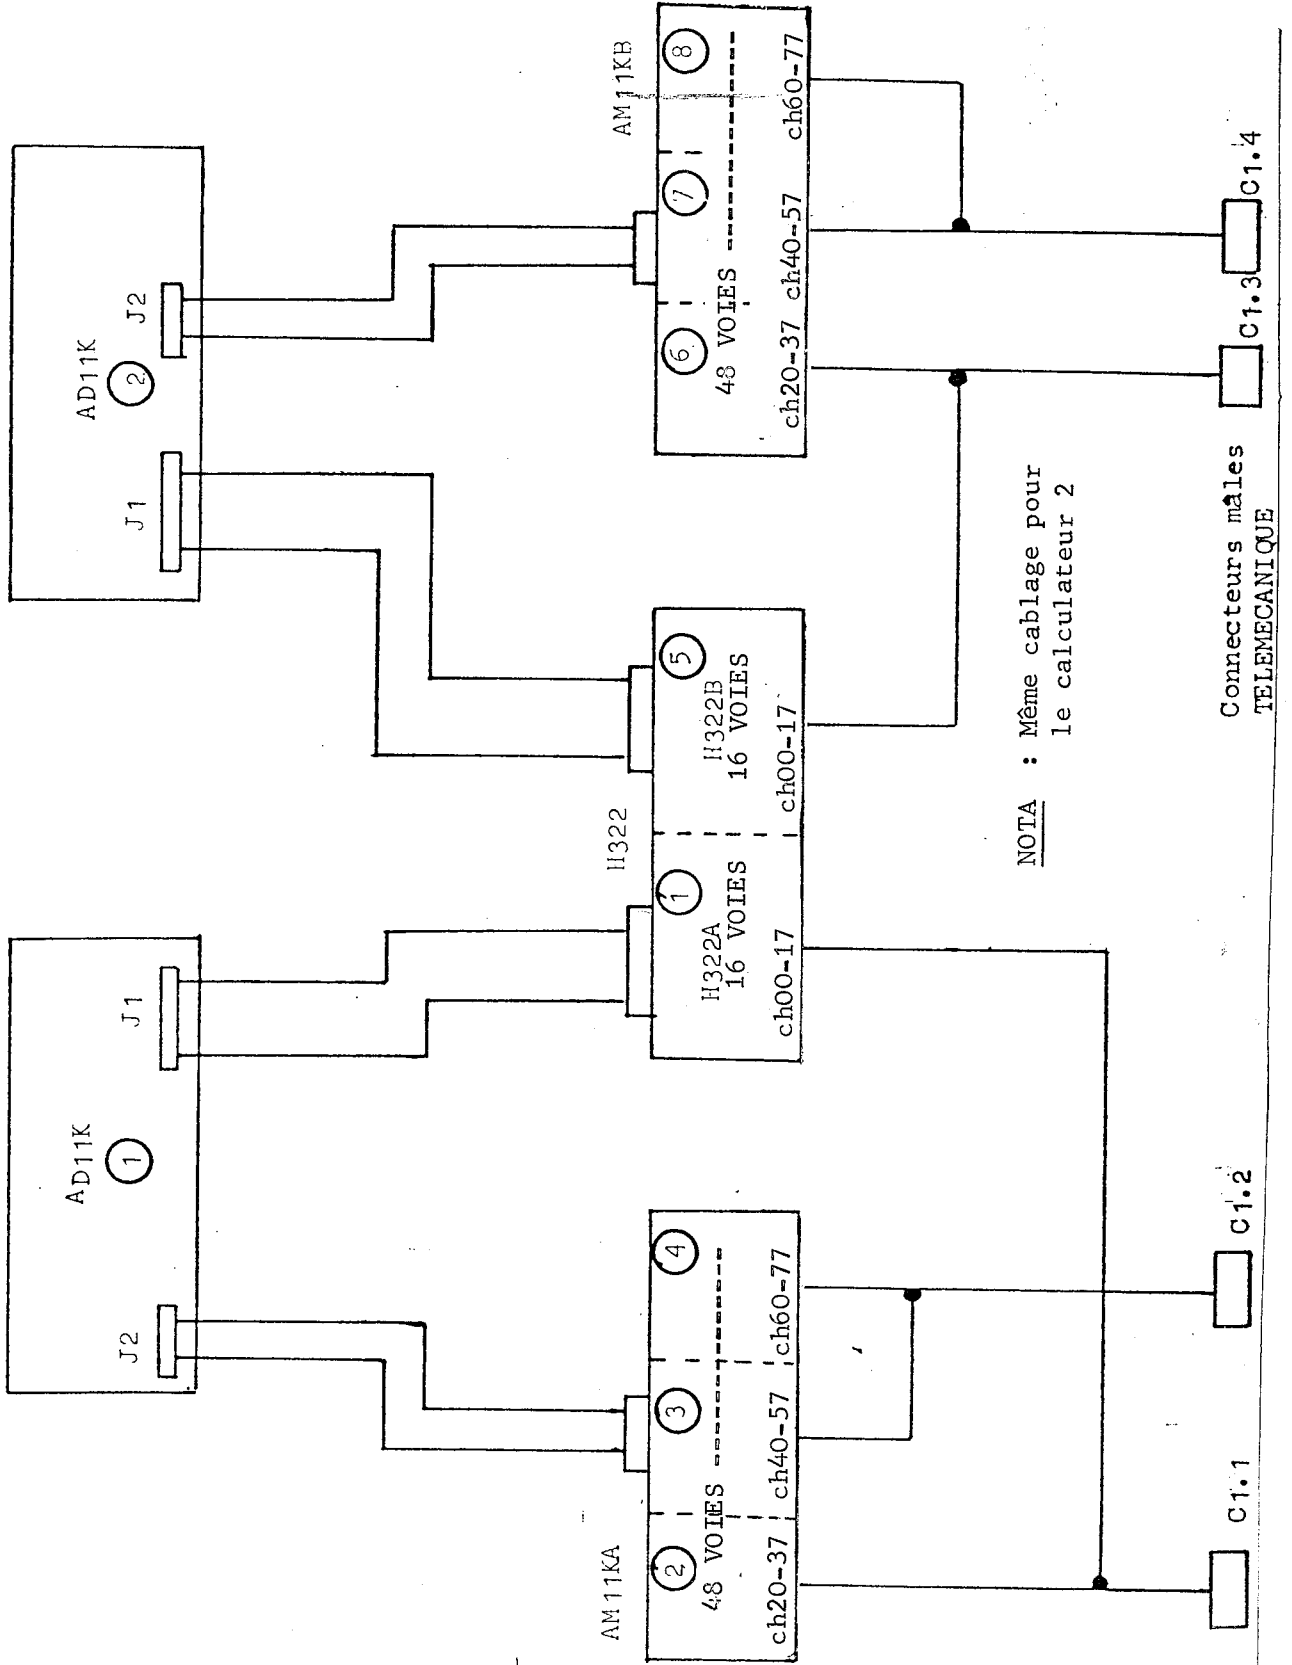 AD11K
1
J2
J1
AD11K
2
J1
J2
AM11KA
2
3
4
48 VOIES
ch20-37
ch40-57
ch60-77
H322
1
H322A
16 VOIES
ch00-17
5
H322B
16 VOIES
ch00-17
AM11KB
6
7
8
48 VOIES
ch20-37
ch40-57
ch60-77
NOTA : Même cablage pour
le calculateur 2
C1.1
C1.2
Connecteurs mâles
TELEMECANIQUE
C1.3
C1.4